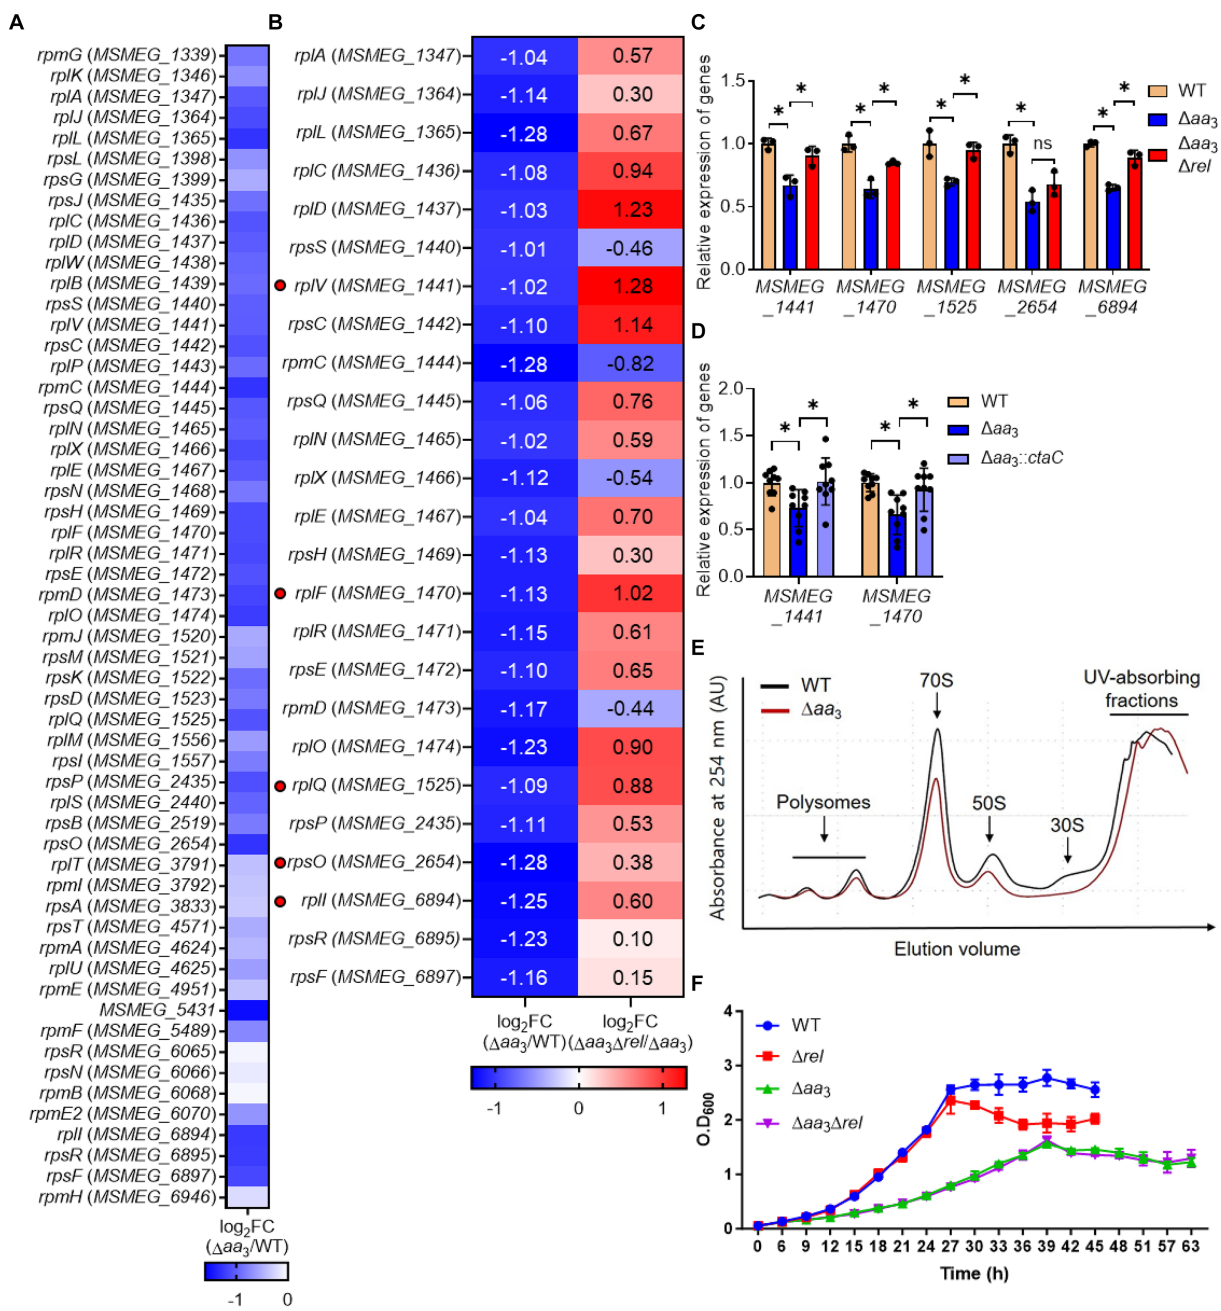 A
rpmG (MSMEG_1339)
rplK (MSMEG_1346)
rplA (MSMEG_1347)
rplJ (MSMEG_1364)
rplL (MSMEG_1365)
rpsL (MSMEG_1398)
rpsG (MSMEG_1399)
rpsJ (MSMEG_1435)
rplC (MSMEG_1436)
rplD (MSMEG_1437)
rplW (MSMEG_1438)
rplB (MSMEG_1439)
rpsS (MSMEG_1440)
rplV (MSMEG_1441)
rpsC (MSMEG_1442)
rplP (MSMEG_1443)
rpmC (MSMEG_1444)
rpsQ (MSMEG_1445)
rplN (MSMEG_1465)
rplX (MSMEG_1466)
rplE (MSMEG_1467)
rpsN (MSMEG_1468)
rpsH (MSMEG_1469)
rplF (MSMEG_1470)
rplR (MSMEG_1471)
rpsE (MSMEG_1472)
rpmD (MSMEG_1473)
rplO (MSMEG_1474)
rpmJ (MSMEG_1520)
rpsM (MSMEG_1521)
rpsK (MSMEG_1522)
rpsD (MSMEG_1523)
rplQ (MSMEG_1525)
rplM (MSMEG_1556)
rpsI (MSMEG_1557)
rpsP (MSMEG_2435)
rplS (MSMEG_2440)
rpsB (MSMEG_2519)
rpsO (MSMEG_2654)
rplT (MSMEG_3791)
rpmI (MSMEG_3792)
rpsA (MSMEG_3833)
rpsT (MSMEG_4571)
rpmA (MSMEG_4624)
rplU (MSMEG_4625)
rpmE (MSMEG_4951)
MSMEG_5431
rpmF (MSMEG_5489)
rpsR (MSMEG_6065)
rpsN (MSMEG_6066)
rpmB (MSMEG_6068)
rpmE2 (MSMEG_6070)
rplI (MSMEG_6894)
rpsR (MSMEG_6895)
rpsF (MSMEG_6897)
rpmH (MSMEG_6946)
log2FC
(Δaa3/WT)
-1 0
B
rplA (MSMEG_1347) -1.04 0.57
rplJ (MSMEG_1364) -1.14 0.30
rplL (MSMEG_1365) -1.28 0.67
rplC (MSMEG_1436) -1.08 0.94
rplD (MSMEG_1437) -1.03 1.23
rpsS (MSMEG_1440) -1.01 -0.46
rplV (MSMEG_1441) -1.02 1.28
rpsC (MSMEG_1442) -1.10 1.14
rpmC (MSMEG_1444) -1.28 -0.82
rpsQ (MSMEG_1445) -1.06 0.76
rplN (MSMEG_1465) -1.02 0.59
rplX (MSMEG_1466) -1.12 -0.54
rplE (MSMEG_1467) -1.04 0.70
rpsH (MSMEG_1469) -1.13 0.30
rplF (MSMEG_1470) -1.13 1.02
rplR (MSMEG_1471) -1.15 0.61
rpsE (MSMEG_1472) -1.10 0.65
rpmD (MSMEG_1473) -1.17 -0.44
rplO (MSMEG_1474) -1.23 0.90
rplQ (MSMEG_1525) -1.09 0.88
rpsP (MSMEG_2435) -1.11 0.53
rpsO (MSMEG_2654) -1.28 0.38
rplI (MSMEG_6894) -1.25 0.60
rpsR (MSMEG_6895) -1.23 0.10
rpsF (MSMEG_6897) -1.16 0.15
log2FC log2FC
(Δaa3/WT) (Δaa3Δrel/Δaa3)
-1 0 1
C
Relative expression of genes
1.5
1.0
0.5
0.0
* * * * * * * ns * *
MSMEG MSMEG MSMEG MSMEG MSMEG
_1441 _1470 _1525 _2654 _6894
WT
Δaa3
Δaa3
Δrel
D
Relative expression of genes
2.0
1.5
1.0
0.5
0.0
* * * *
MSMEG MSMEG
_1441 _1470
WT
Δaa3
Δaa3::ctaC
E
Absorbance at 254 nm (AU)
WT
Δaa3
70S
UV-absorbing
fractions
Polysomes
50S
30S
Elution volume
F
O.D600
4
3
2
1
0
WT
Δrel
Δaa3
Δaa3Δrel
0 6 9 12 15 18 21 24 27 30 33 36 39 42 45 48 51 57 63
Time (h)